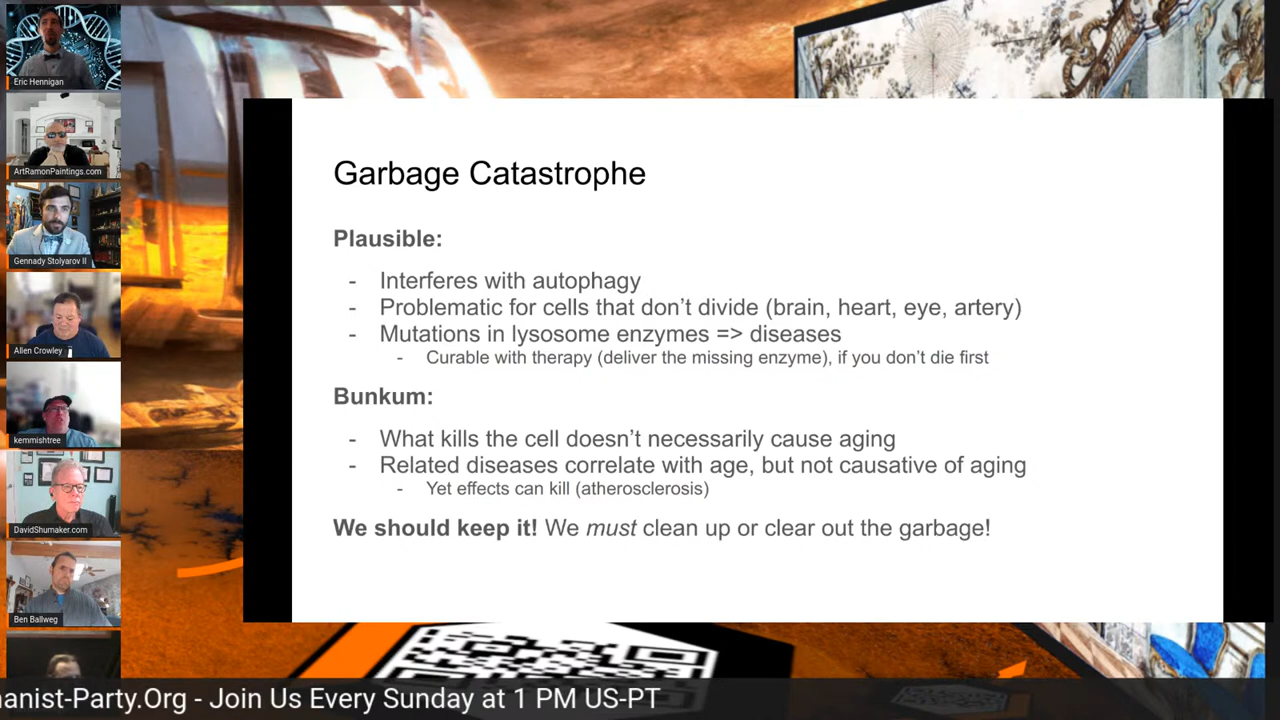 Eric Hennigan
ArtRamonPaintings.com
Gennady Stolyarov II
Allen Crowley
kemmishtree
DavidShumaker.com
Ben Ballweg
Garbage Catastrophe
Plausible:
- Interferes with autophagy
- Problematic for cells that don't divide (brain, heart, eye, artery)
- Mutations in lysosome enzymes => diseases
- Curable with therapy (deliver the missing enzyme), if you don't die first
Bunkum:
- What kills the cell doesn't necessarily cause aging
- Related diseases correlate with age, but not causative of aging
- Yet effects can kill (atherosclerosis)
We should keep it! We must clean up or clear out the garbage!
anist-Party.Org - Join Us Every Sunday at 1 PM US-PT